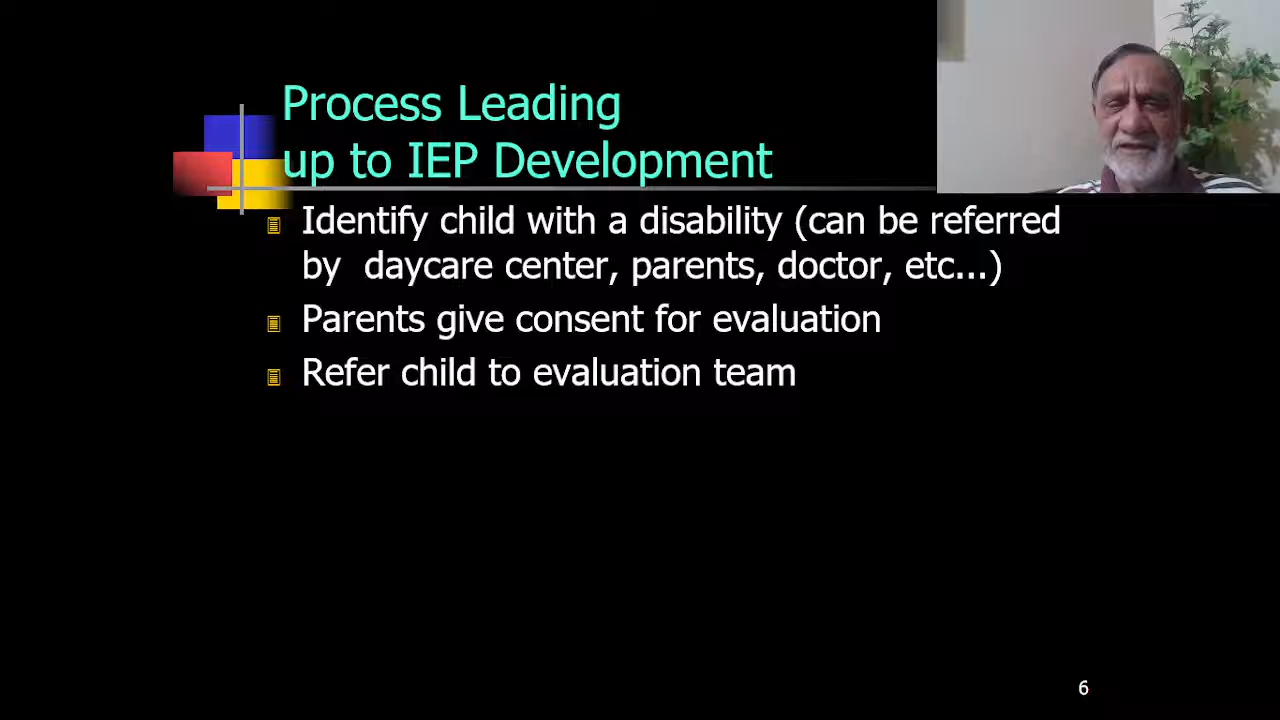 Process Leading
up to IEP Development
Identify child with a disability (can be referred
by daycare center, parents, doctor, etc...)
Parents give consent for evaluation
Refer child to evaluation team
6